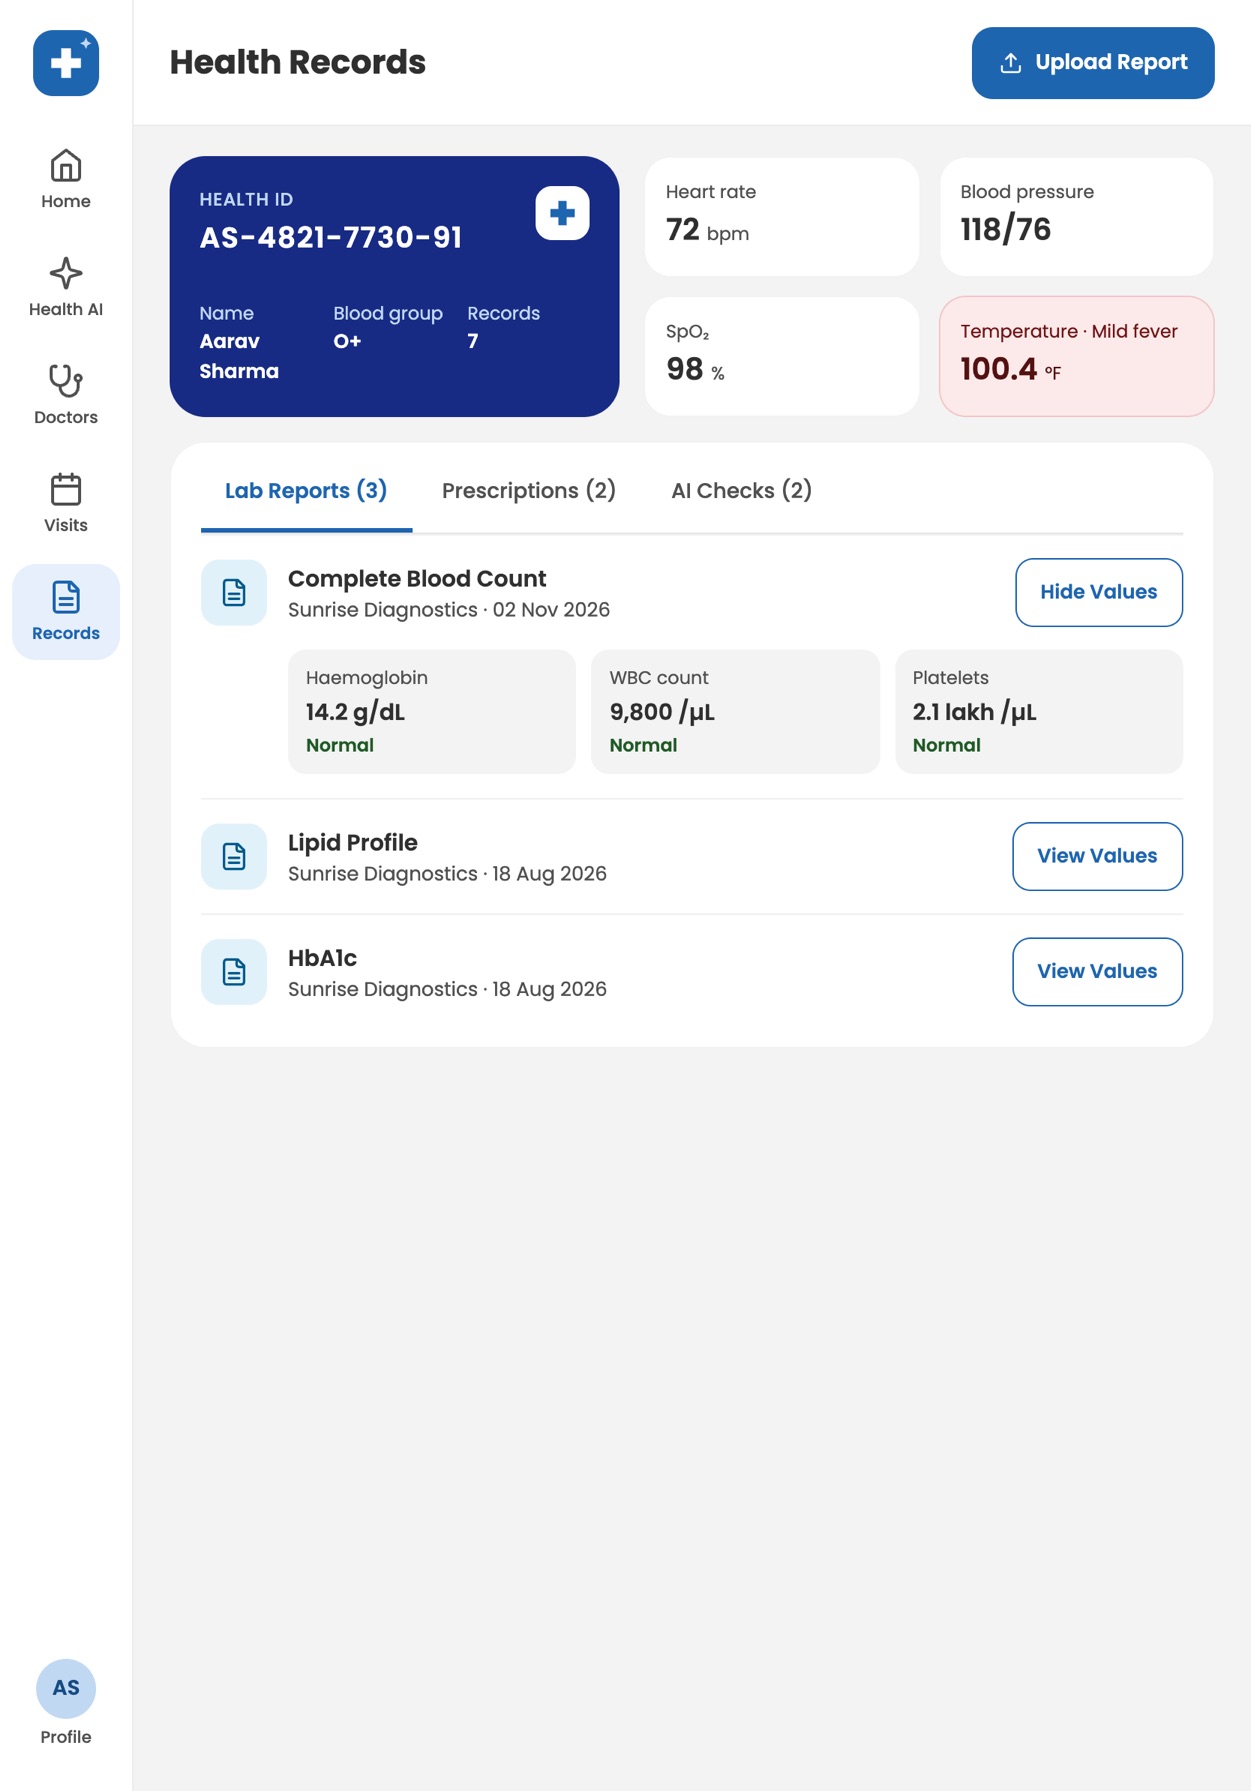 Health Records
Upload Report
Home
Health AI
Doctors
Visits
Records
HEALTH ID
AS-4821-7730-91
Name
Aarav
Sharma
Blood group
O+
Records
7
Heart rate
72 bpm
Blood pressure
118/76
SpO₂
98 %
Temperature · Mild fever
100.4 °F
Lab Reports (3)
Prescriptions (2)
AI Checks (2)
Complete Blood Count
Sunrise Diagnostics · 02 Nov 2026
Hide Values
Haemoglobin
14.2 g/dL
Normal
WBC count
9,800 /µL
Normal
Platelets
2.1 lakh /µL
Normal
Lipid Profile
Sunrise Diagnostics · 18 Aug 2026
View Values
HbA1c
Sunrise Diagnostics · 18 Aug 2026
View Values
AS
Profile